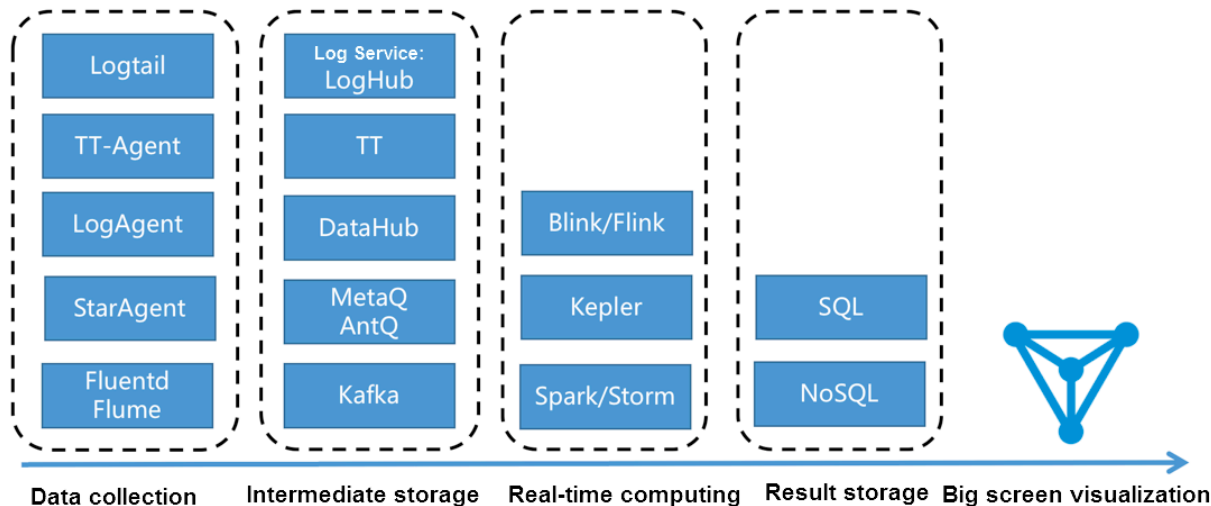 Logtail
TT-Agent
LogAgent
StarAgent
Fluentd
Flume
Log Service:
LogHub
TT
DataHub
MetaQ
AntQ
Kafka
Blink/Flink
Kepler
Spark/Storm
SQL
NoSQL
Data collection
Intermediate storage
Real-time computing
Result storage
Big screen visualization